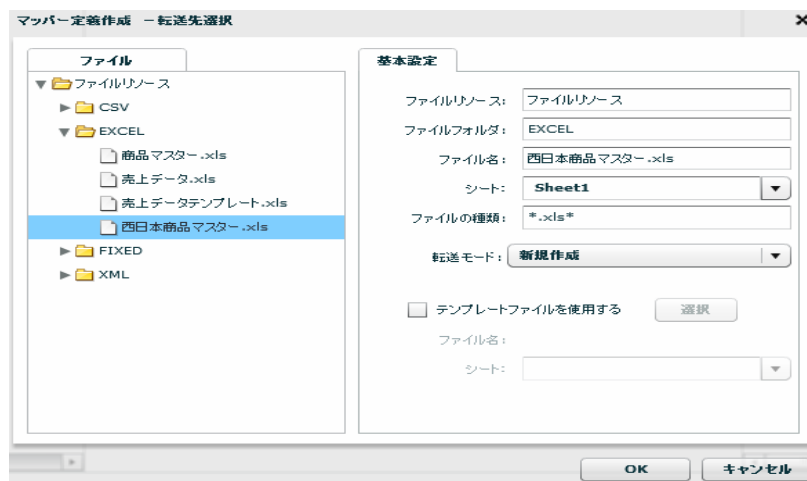 マッパー定義作成 －転送先選択
ファイル
ファイルリソース
CSV
EXCEL
商品マスター.xls
売上データ.xls
売上データテンプレート.xls
西日本商品マスター.xls
FIXED
XML
基本設定
ファイルリソース: ファイルリソース
ファイルフォルダ: EXCEL
ファイル名: 西日本商品マスター.xls
シート: Sheet1
ファイルの種類: *.xls*
転送モード: 新規作成
テンプレートファイルを使用する 選択
ファイル名:
シート:
OK キャンセル